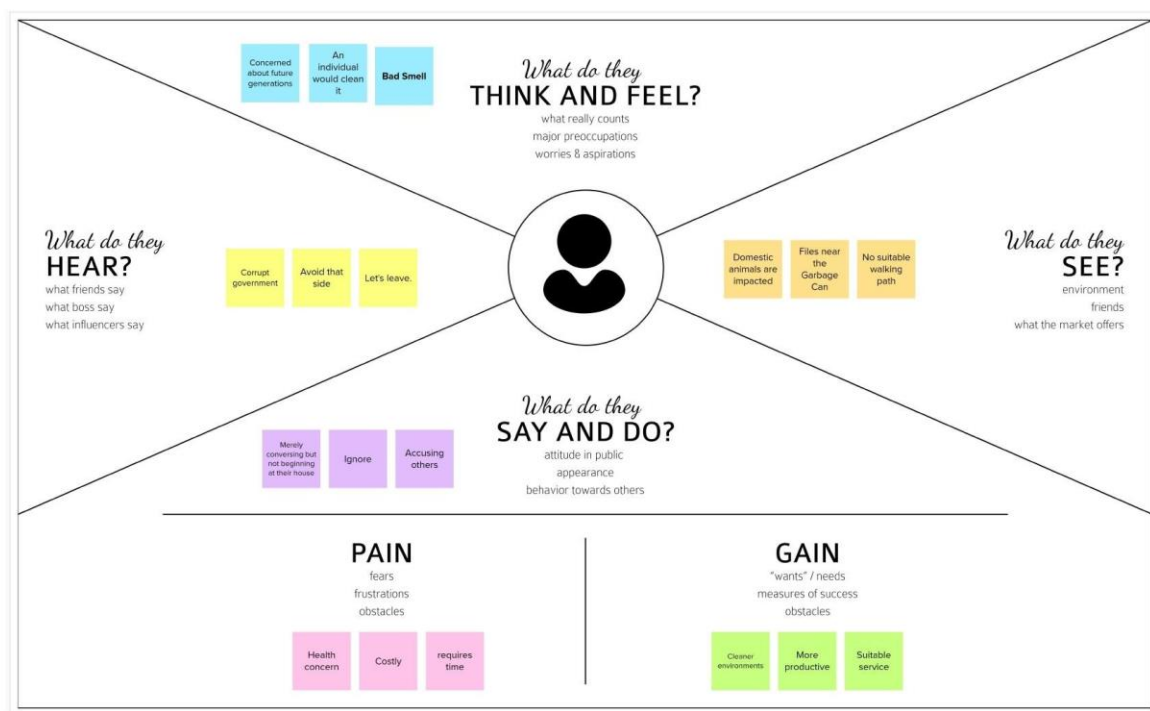 Concerned
about future
generations
An
individual
would clean
it
Bad Smell
What do they
THINK AND FEEL?
what really counts
major preoccupations
worries & aspirations
What do they
HEAR?
what friends say
what boss say
what influencers say
Corrupt
government
Avoid that
side
Let's leave.
Domestic
animals are
impacted
Files near
the
Garbage
Can
No suitable
walking
path
What do they
SEE?
environment
friends
what the market offers
What do they
SAY AND DO?
attitude in public
appearance
behavior towards others
Merely
conversing but
not beginning
at their house
Ignore
Accusing
others
PAIN
fears
frustrations
obstacles
Health
concern
Costly
requires
time
GAIN
"wants" / needs
measures of success
obstacles
Cleaner
environments
More
productive
Suitable
service